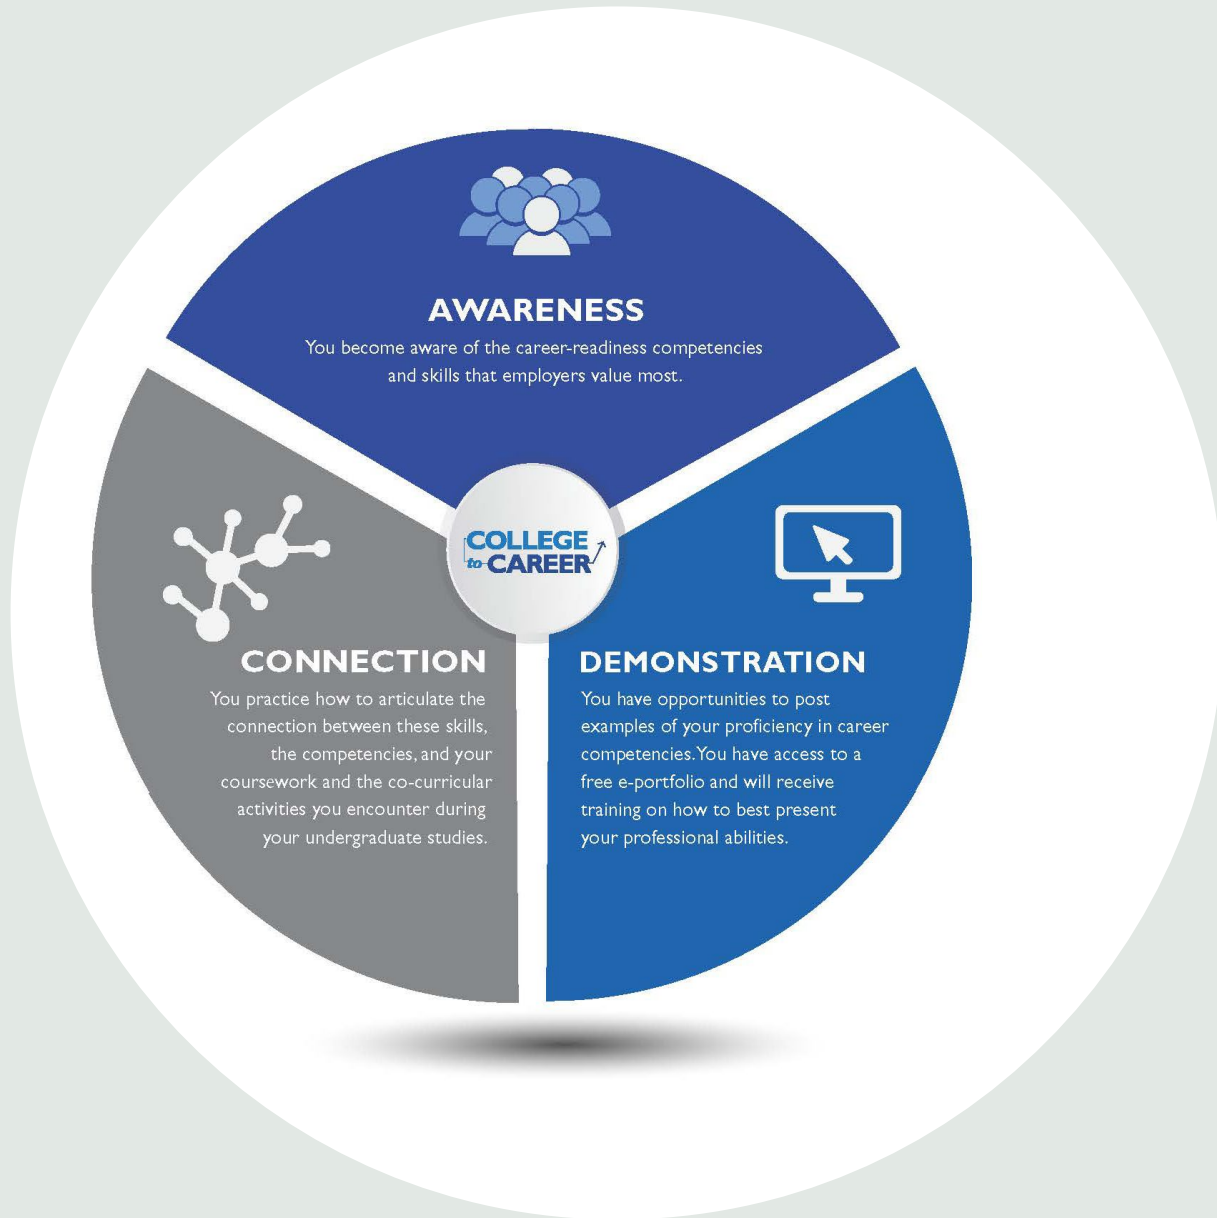 AWARENESS
You become aware of the career-readiness competencies
and skills that employers value most.
COLLEGE
to CAREER
CONNECTION
You practice how to articulate the
connection between these skills,
the competencies, and your
coursework and the co-curricular
activities you encounter during
your undergraduate studies.
DEMONSTRATION
You have opportunities to post
examples of your proficiency in career
competencies.You have access to a
free e-portfolio and will receive
training on how to best present
your professional abilities.